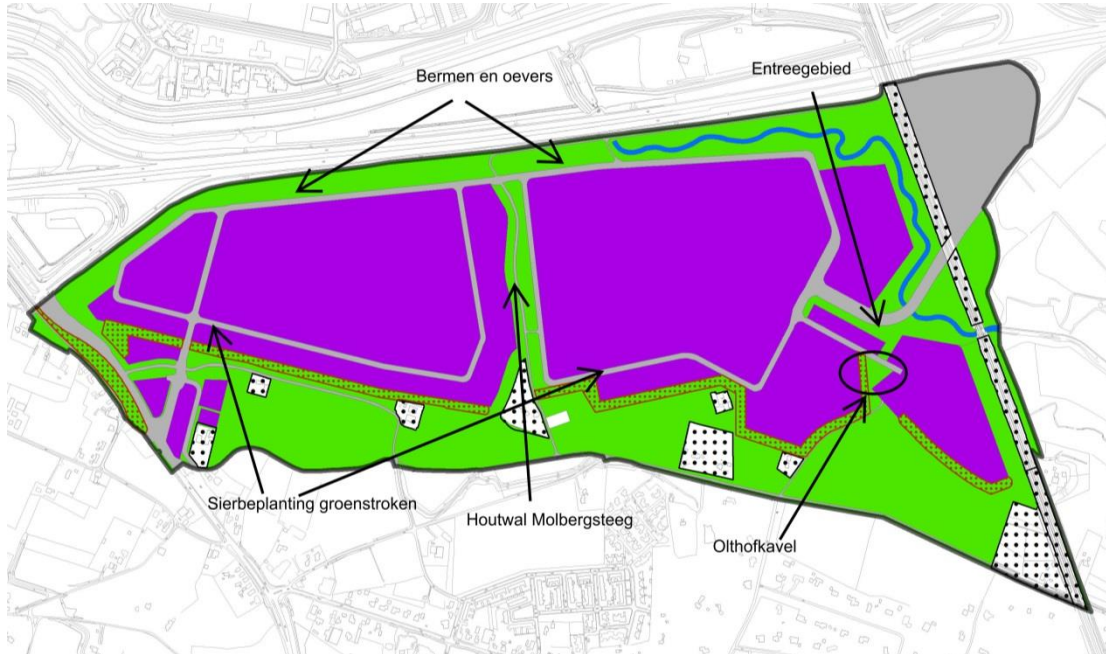 Entreegebied
Bermen en oevers
Sierbeplanting groenstroken
Houtwal Molbergsteeg
Olthofkavel